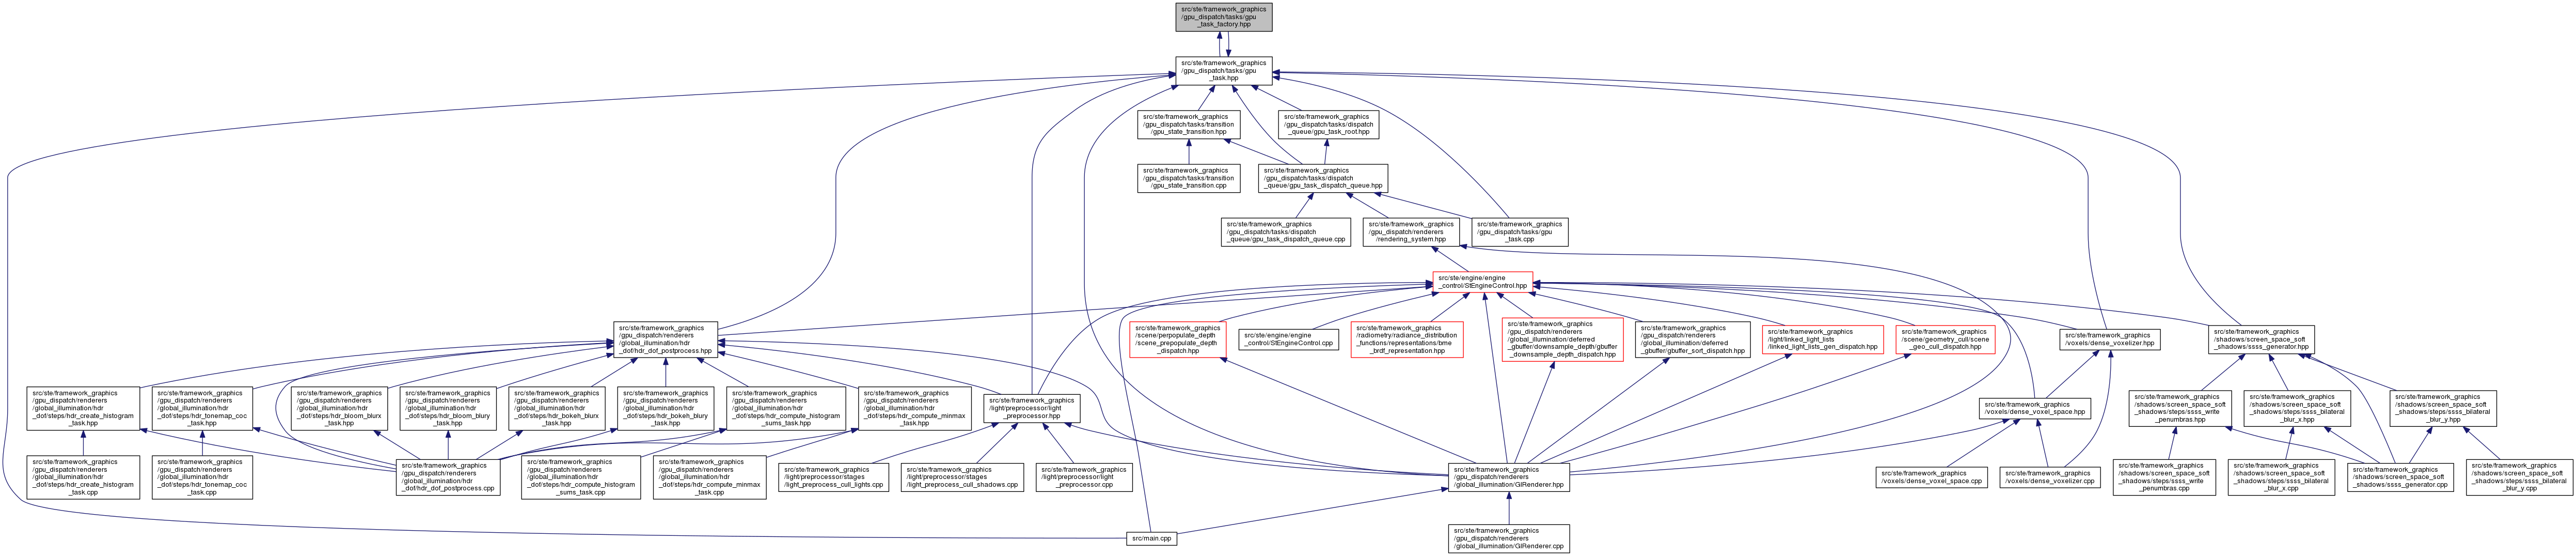 src/ste/framework_graphics
/gpu_dispatch/tasks/gpu
_task_factory.hpp
src/ste/framework_graphics
/gpu_dispatch/tasks/gpu
_task.hpp
src/ste/framework_graphics
/gpu_dispatch/tasks/transition
/gpu_state_transition.hpp
src/ste/framework_graphics
/gpu_dispatch/tasks/dispatch
_queue/gpu_task_root.hpp
src/ste/framework_graphics
/gpu_dispatch/tasks/transition
/gpu_state_transition.cpp
src/ste/framework_graphics
/gpu_dispatch/tasks/dispatch
_queue/gpu_task_dispatch_queue.hpp
src/ste/framework_graphics
/gpu_dispatch/tasks/dispatch
_queue/gpu_task_dispatch_queue.cpp
src/ste/framework_graphics
/gpu_dispatch/renderers
/rendering_system.hpp
src/ste/framework_graphics
/gpu_dispatch/tasks/gpu
_task.cpp
src/ste/engine/engine
_control/StEngineControl.hpp
src/ste/framework_graphics
/gpu_dispatch/renderers
/global_illumination/hdr
_dof/hdr_dof_postprocess.hpp
src/ste/framework_graphics
/scene/perpopulate_depth
/scene_prepopulate_depth
_dispatch.hpp
src/ste/engine/engine
_control/StEngineControl.cpp
src/ste/framework_graphics
/radiometry/radiance_distribution
_functions/representations/bme
_brdf_representation.hpp
src/ste/framework_graphics
/gpu_dispatch/renderers
/global_illumination/deferred
_gbuffer/downsample_depth/gbuffer
_downsample_depth_dispatch.hpp
src/ste/framework_graphics
/gpu_dispatch/renderers
/global_illumination/deferred
_gbuffer/gbuffer_sort_dispatch.hpp
src/ste/framework_graphics
/light/linked_light_lists
/linked_light_lists_gen_dispatch.hpp
src/ste/framework_graphics
/scene/geometry_cull/scene
_geo_cull_dispatch.hpp
src/ste/framework_graphics
/voxels/dense_voxelizer.hpp
src/ste/framework_graphics
/shadows/screen_space_soft
_shadows/ssss_generator.hpp
src/ste/framework_graphics
/gpu_dispatch/renderers
/global_illumination/hdr
_dof/steps/hdr_create_histogram
_task.hpp
src/ste/framework_graphics
/gpu_dispatch/renderers
/global_illumination/hdr
_dof/steps/hdr_tonemap_coc
_task.hpp
src/ste/framework_graphics
/gpu_dispatch/renderers
/global_illumination/hdr
_dof/steps/hdr_bloom_blurx
_task.hpp
src/ste/framework_graphics
/gpu_dispatch/renderers
/global_illumination/hdr
_dof/steps/hdr_bloom_blury
_task.hpp
src/ste/framework_graphics
/gpu_dispatch/renderers
/global_illumination/hdr
_dof/steps/hdr_bokeh_blurx
_task.hpp
src/ste/framework_graphics
/gpu_dispatch/renderers
/global_illumination/hdr
_dof/steps/hdr_bokeh_blury
_task.hpp
src/ste/framework_graphics
/gpu_dispatch/renderers
/global_illumination/hdr
_dof/steps/hdr_compute_histogram
_sums_task.hpp
src/ste/framework_graphics
/gpu_dispatch/renderers
/global_illumination/hdr
_dof/steps/hdr_compute_minmax
_task.hpp
src/ste/framework_graphics
/light/preprocessor/light
_preprocessor.hpp
src/ste/framework_graphics
/voxels/dense_voxel_space.hpp
src/ste/framework_graphics
/shadows/screen_space_soft
_shadows/steps/ssss_write
_penumbras.hpp
src/ste/framework_graphics
/shadows/screen_space_soft
_shadows/steps/ssss_bilateral
_blur_x.hpp
src/ste/framework_graphics
/shadows/screen_space_soft
_shadows/steps/ssss_bilateral
_blur_y.hpp
src/ste/framework_graphics
/gpu_dispatch/renderers
/global_illumination/hdr
_dof/steps/hdr_create_histogram
_task.cpp
src/ste/framework_graphics
/gpu_dispatch/renderers
/global_illumination/hdr
_dof/steps/hdr_tonemap_coc
_task.cpp
src/ste/framework_graphics
/gpu_dispatch/renderers
/global_illumination/hdr
_dof/hdr_dof_postprocess.cpp
src/ste/framework_graphics
/gpu_dispatch/renderers
/global_illumination/hdr
_dof/steps/hdr_compute_histogram
_sums_task.cpp
src/ste/framework_graphics
/gpu_dispatch/renderers
/global_illumination/hdr
_dof/steps/hdr_compute_minmax
_task.cpp
src/ste/framework_graphics
/light/preprocessor/stages
/light_preprocess_cull_lights.cpp
src/ste/framework_graphics
/light/preprocessor/stages
/light_preprocess_cull_shadows.cpp
src/ste/framework_graphics
/light/preprocessor/light
_preprocessor.cpp
src/ste/framework_graphics
/gpu_dispatch/renderers
/global_illumination/GIRenderer.hpp
src/ste/framework_graphics
/voxels/dense_voxel_space.cpp
src/ste/framework_graphics
/voxels/dense_voxelizer.cpp
src/ste/framework_graphics
/shadows/screen_space_soft
_shadows/steps/ssss_write
_penumbras.cpp
src/ste/framework_graphics
/shadows/screen_space_soft
_shadows/steps/ssss_bilateral
_blur_x.cpp
src/ste/framework_graphics
/shadows/screen_space_soft
_shadows/ssss_generator.cpp
src/ste/framework_graphics
/shadows/screen_space_soft
_shadows/steps/ssss_bilateral
_blur_y.cpp
src/main.cpp
src/ste/framework_graphics
/gpu_dispatch/renderers
/global_illumination/GIRenderer.cpp